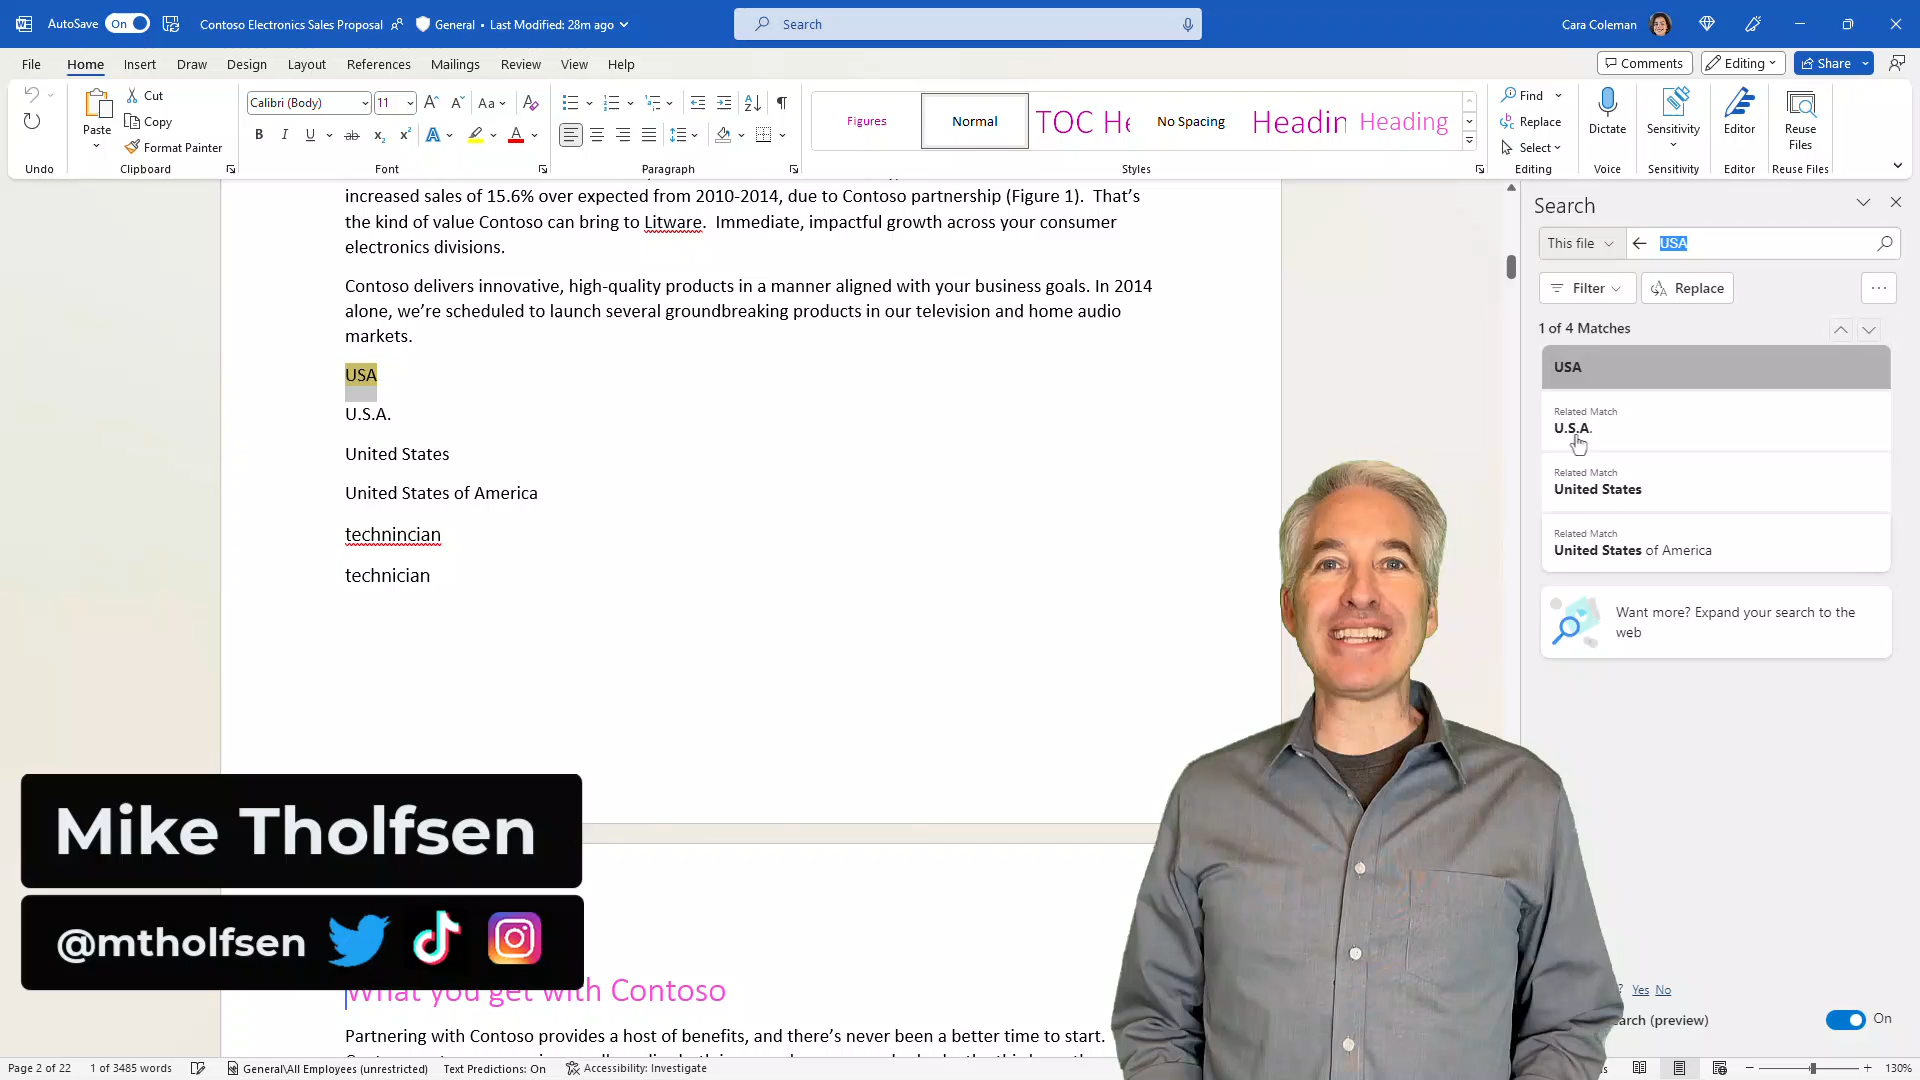 AutoSave On Contoso Electronics Sales Proposal General • Last Modified: 28m ago Search Cara Coleman
File Home Insert Draw Design Layout References Mailings Review View Help Comments Editing Share
Paste Cut Copy Format Painter
Calibri (Body) 11 Aa
B I U ab x₂ x² A A
Figures Normal TOC He No Spacing Headin Heading
Find Replace Select
Dictate Sensitivity Editor Reuse Files
Undo Clipboard Font Paragraph Styles Editing Voice Sensitivity Editor Reuse Files
increased sales of 15.6% over expected from 2010-2014, due to Contoso partnership (Figure 1). That’s
the kind of value Contoso can bring to Litware. Immediate, impactful growth across your consumer
electronics divisions.
Contoso delivers innovative, high-quality products in a manner aligned with your business goals. In 2014
alone, we’re scheduled to launch several groundbreaking products in our television and home audio
markets.
USA
U.S.A.
United States
United States of America
technincian
technician
What you get with Contoso
Partnering with Contoso provides a host of benefits, and there’s never been a better time to start.
Search
This file USA
Filter Replace ...
1 of 4 Matches
USA
Related Match
U.S.A.
Related Match
United States
Related Match
United States of America
Want more? Expand your search to the
web
? Yes No
earch (preview) On
Mike Tholfsen
@mtholfsen
Page 2 of 22 1 of 3485 words General\All Employees (unrestricted) Text Predictions: On Accessibility: Investigate 130%